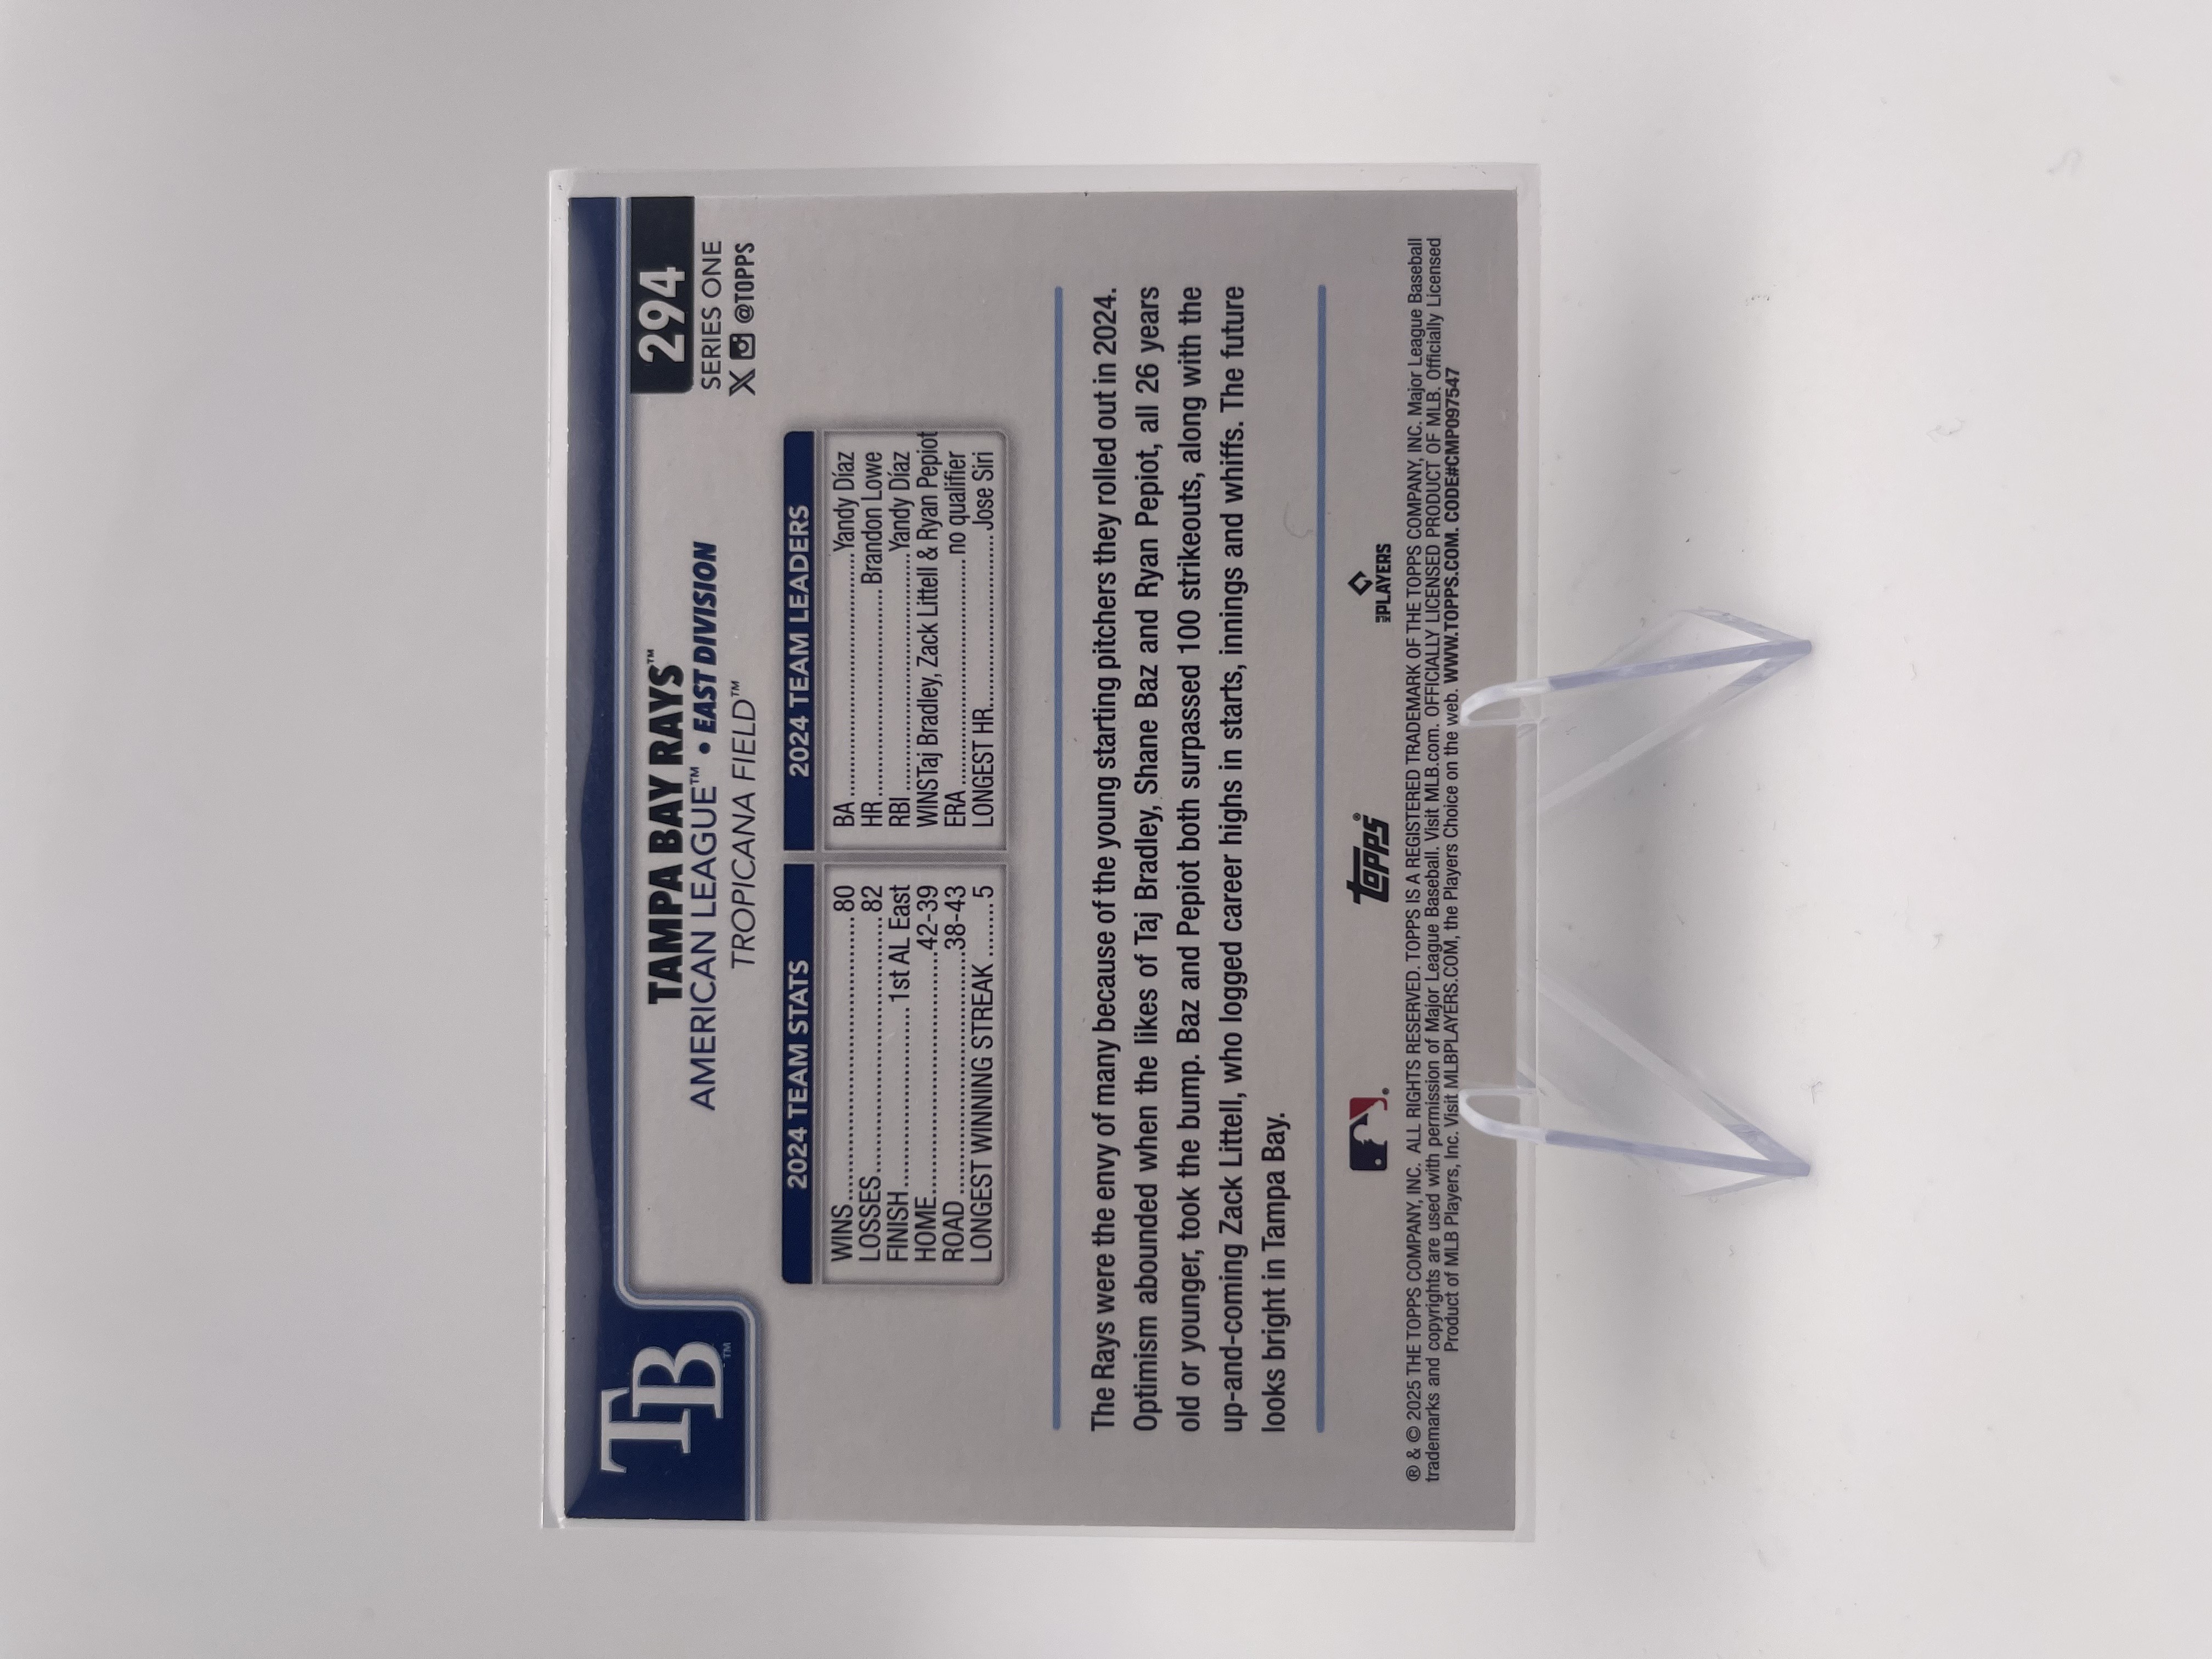 TB™
TAMPA BAY RAYS™
294
AMERICAN LEAGUE™ • EAST DIVISION
SERIES ONE
TROPICANA FIELD™
@TOPPS
2024 TEAM STATS
WINS........................................80
LOSSES.....................................82
FINISH..........................1st AL East
HOME...................................42-39
ROAD...................................38-43
LONGEST WINNING STREAK ........5
2024 TEAM LEADERS
BA...................................Yandy Díaz
HR..............................Brandon Lowe
RBI..................................Yandy Díaz
WINSTaj Bradley, Zack Littell & Ryan Pepiot
ERA.................................no qualifier
LONGEST HR.........................Jose Siri
The Rays were the envy of many because of the young starting pitchers they rolled out in 2024.
Optimism abounded when the likes of Taj Bradley, Shane Baz and Ryan Pepiot, all 26 years
old or younger, took the bump. Baz and Pepiot both surpassed 100 strikeouts, along with the
up-and-coming Zack Littell, who logged career highs in starts, innings and whiffs. The future
looks bright in Tampa Bay.
Topps®
MLB PLAYERS
® & © 2025 THE TOPPS COMPANY, INC. ALL RIGHTS RESERVED. TOPPS IS A REGISTERED TRADEMARK OF THE TOPPS COMPANY, INC. Major League Baseball
trademarks and copyrights are used with permission of Major League Baseball. Visit MLB.com. OFFICIALLY LICENSED PRODUCT OF MLB. Officially Licensed
Product of MLB Players, Inc. Visit MLBPLAYERS.COM, the Players Choice on the web. WWW.TOPPS.COM. CODE#CMP097547